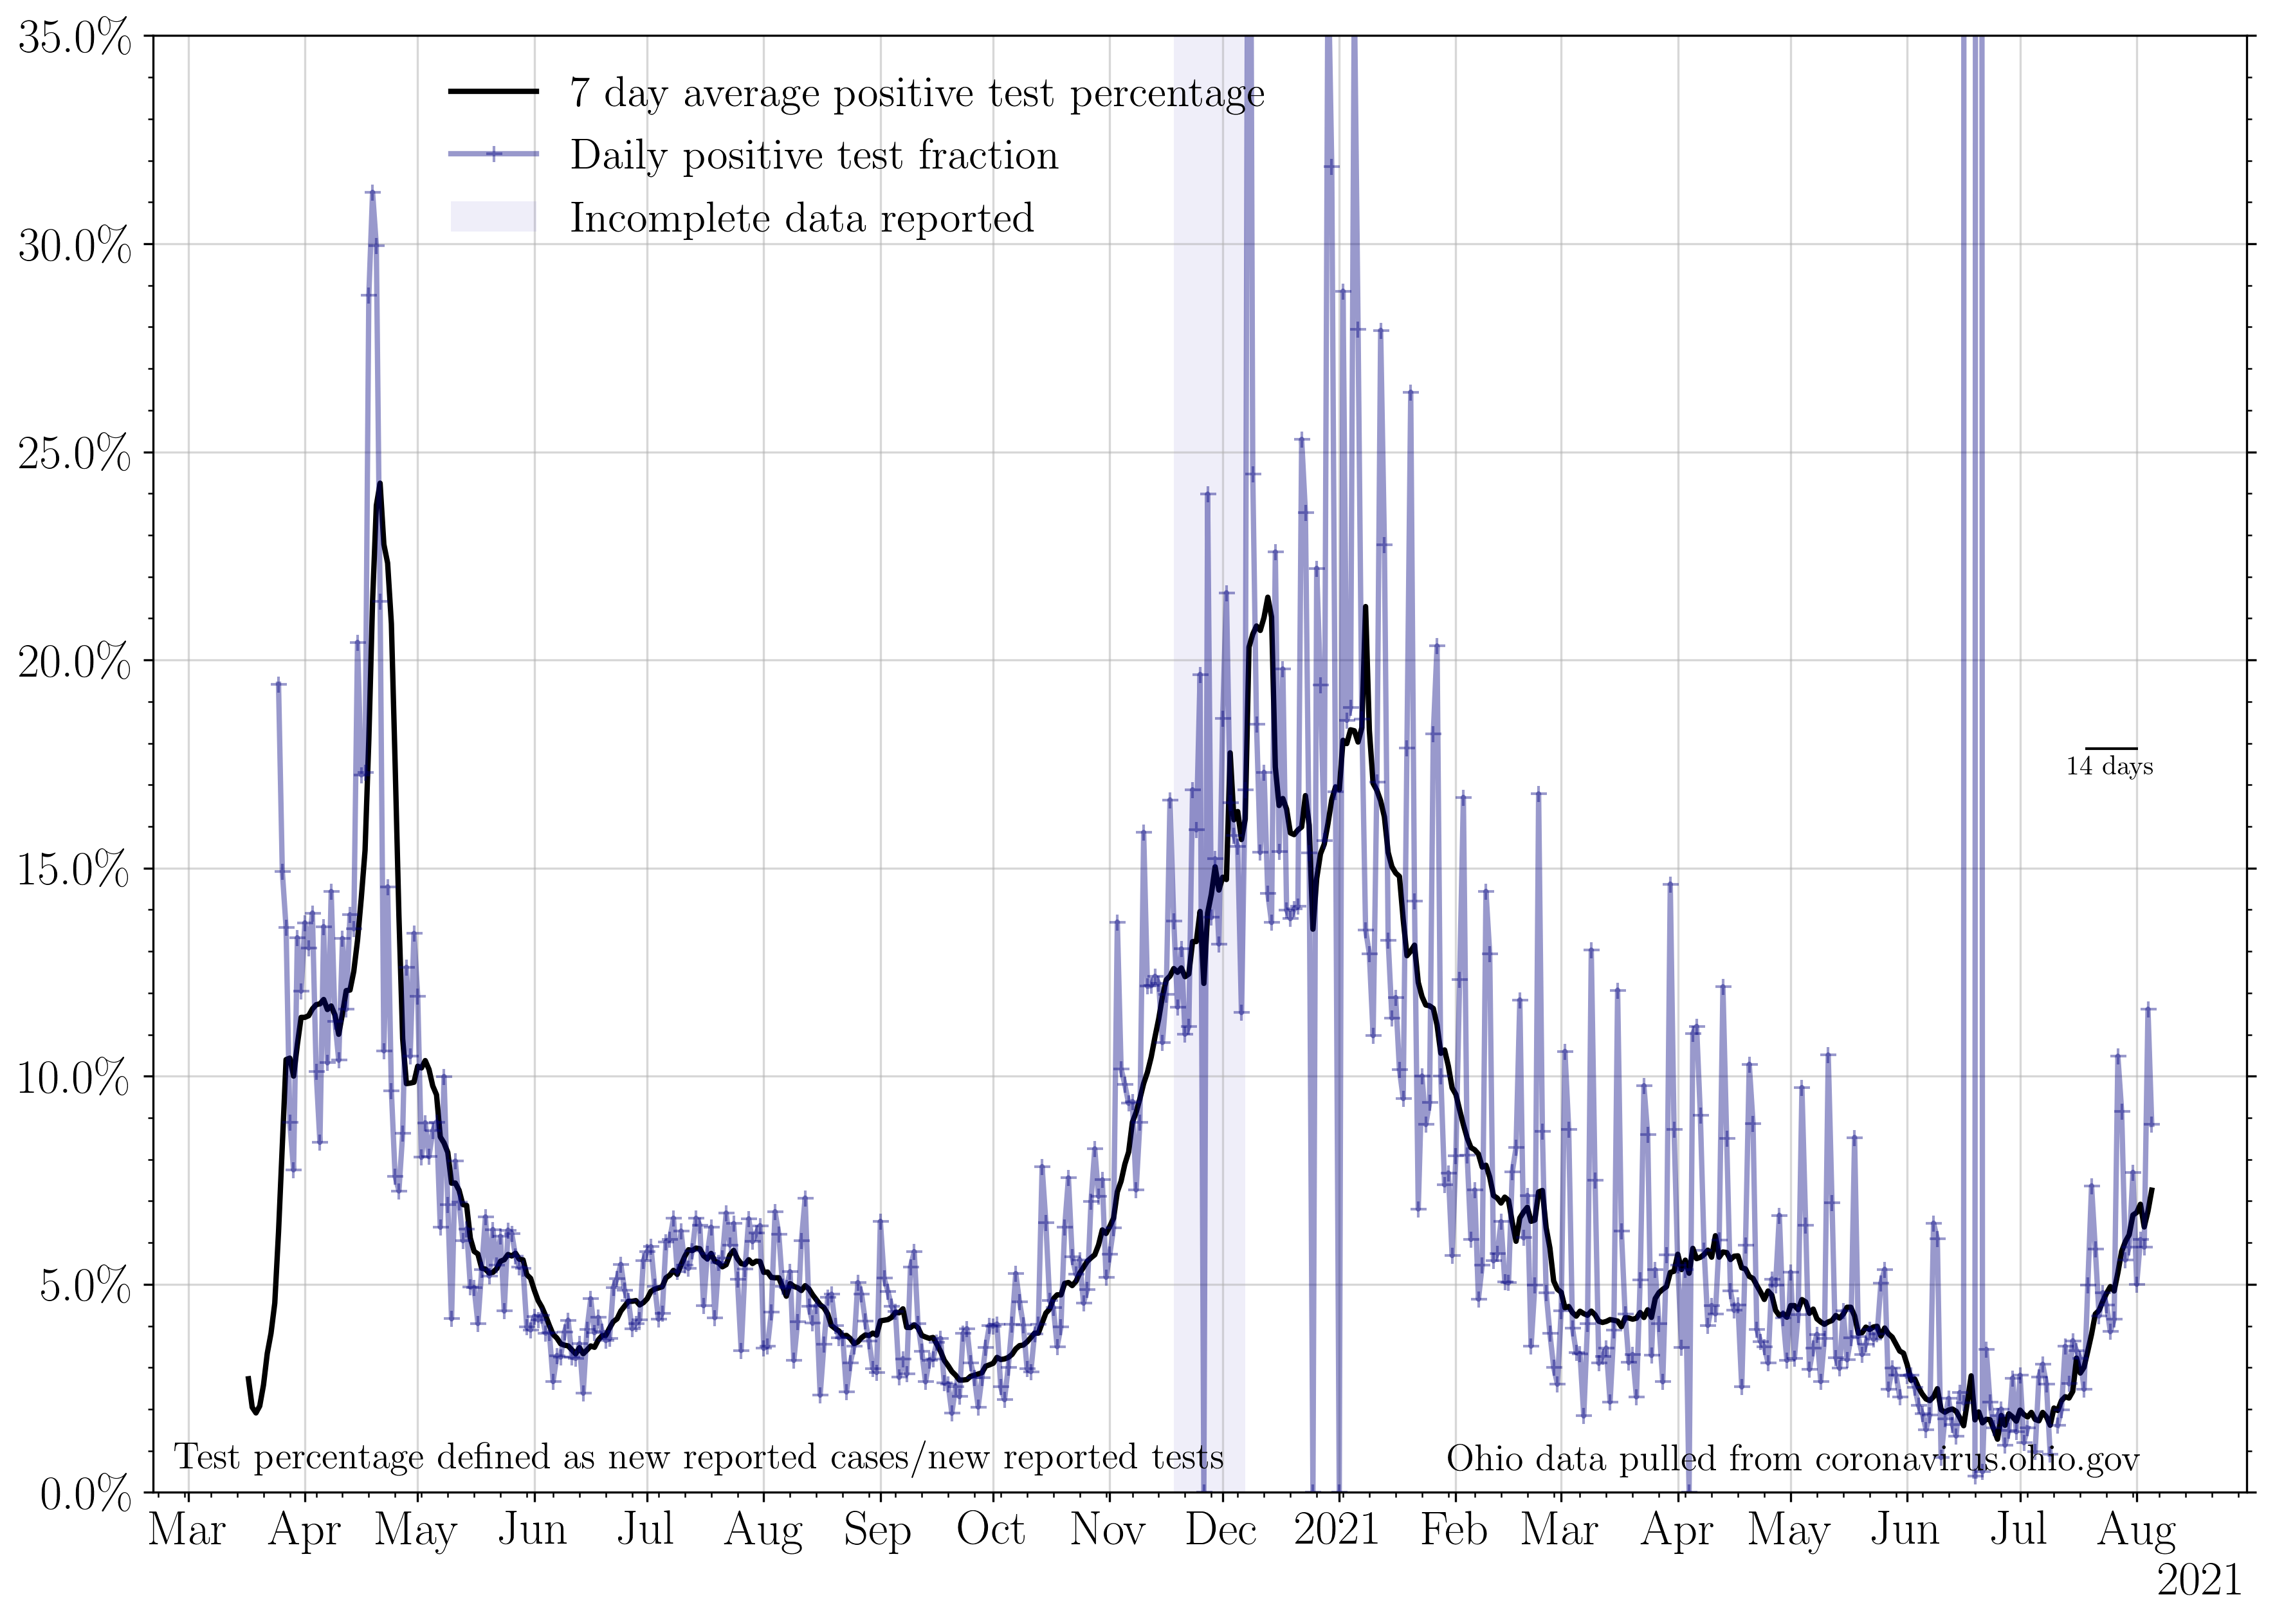 35.0%
30.0%
25.0%
20.0%
15.0%
10.0%
5.0%
0.0%
7 day average positive test percentage
Daily positive test fraction
Incomplete data reported
14 days
Test percentage defined as new reported cases/new reported tests
Ohio data pulled from coronavirus.ohio.gov
Mar Apr May Jun Jul Aug Sep Oct Nov Dec 2021 Feb Mar Apr May Jun Jul Aug
2021